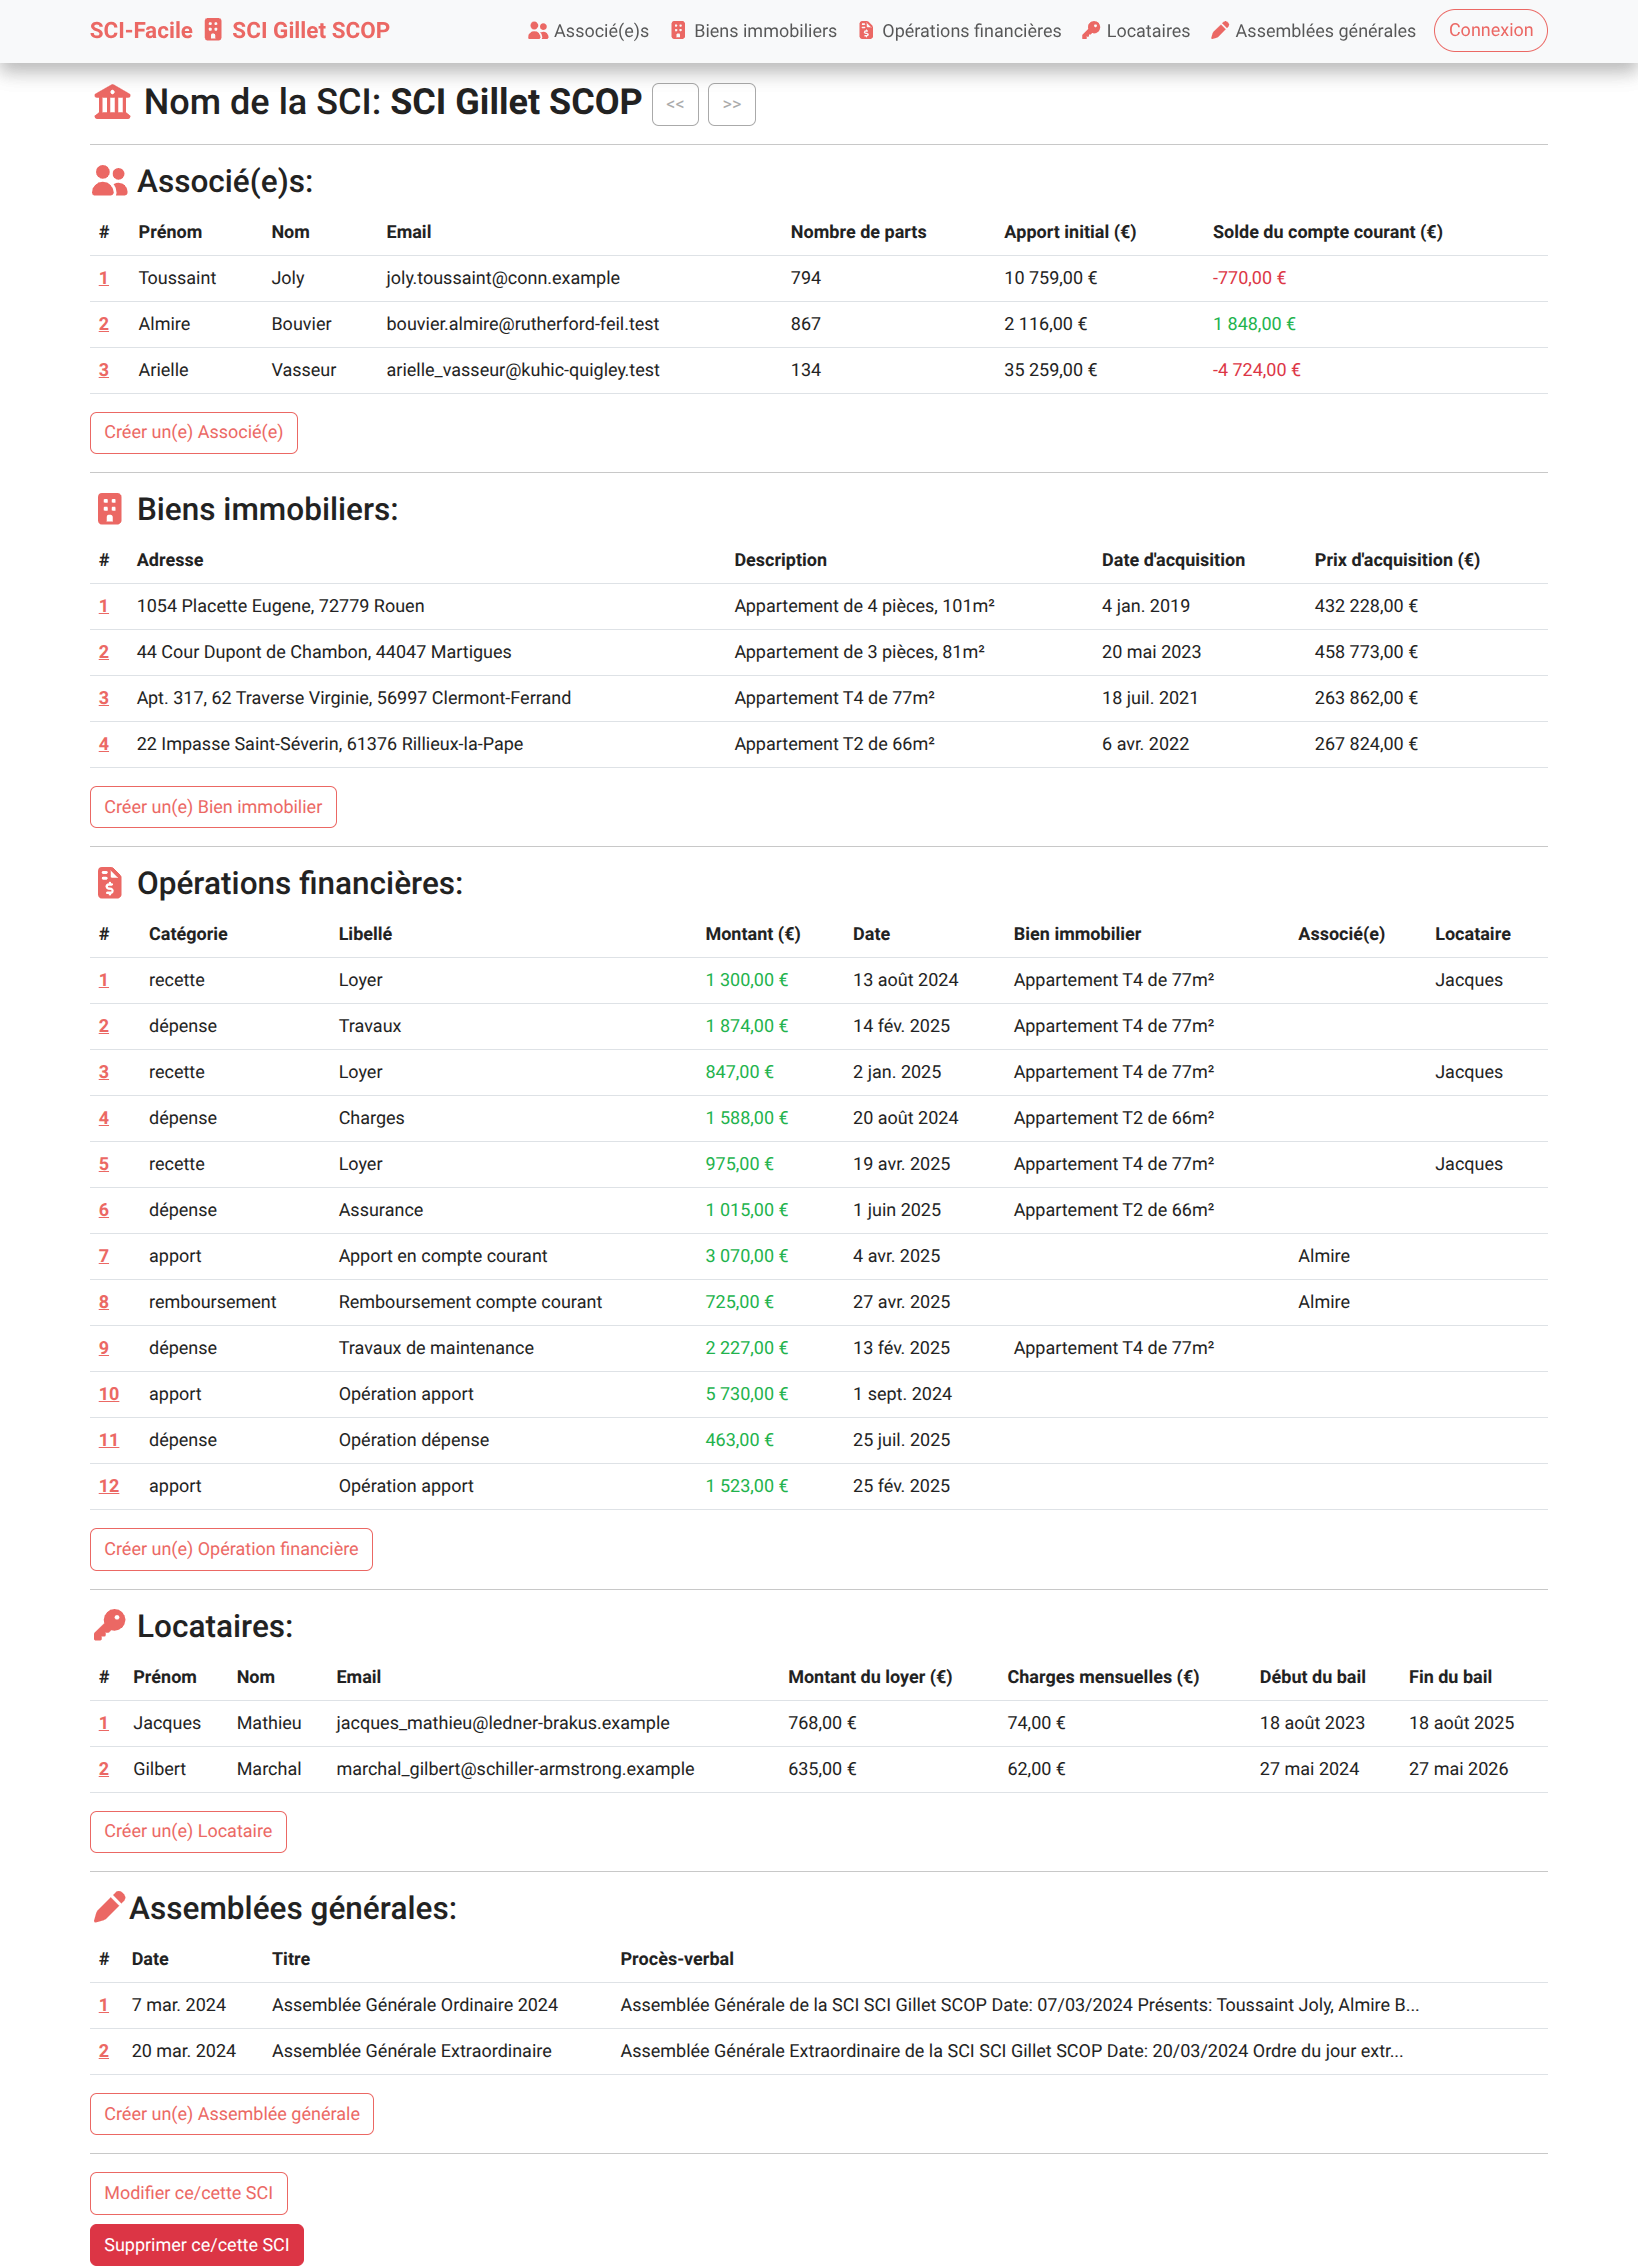 SCI-Facile SCI Gillet SCOP Associé(e)s Biens immobiliers Opérations financières Locataires Assemblées générales Connexion
Nom de la SCI: SCI Gillet SCOP << >>
Associé(e)s:
# Prénom Nom Email Nombre de parts Apport initial (€) Solde du compte courant (€)
1 Toussaint Joly joly.toussaint@conn.example 794 10 759,00 € -770,00 €
2 Almire Bouvier bouvier.almire@rutherford-feil.test 867 2 116,00 € 1 848,00 €
3 Arielle Vasseur arielle_vasseur@kuhic-quigley.test 134 35 259,00 € -4 724,00 €
Créer un(e) Associé(e)
Biens immobiliers:
# Adresse Description Date d'acquisition Prix d'acquisition (€)
1 1054 Placette Eugene, 72779 Rouen Appartement de 4 pièces, 101m² 4 jan. 2019 432 228,00 €
2 44 Cour Dupont de Chambon, 44047 Martigues Appartement de 3 pièces, 81m² 20 mai 2023 458 773,00 €
3 Apt. 317, 62 Traverse Virginie, 56997 Clermont-Ferrand Appartement T4 de 77m² 18 juil. 2021 263 862,00 €
4 22 Impasse Saint-Séverin, 61376 Rillieux-la-Pape Appartement T2 de 66m² 6 avr. 2022 267 824,00 €
Créer un(e) Bien immobilier
Opérations financières:
# Catégorie Libellé Montant (€) Date Bien immobilier Associé(e) Locataire
1 recette Loyer 1 300,00 € 13 août 2024 Appartement T4 de 77m² Jacques
2 dépense Travaux 1 874,00 € 14 fév. 2025 Appartement T4 de 77m²
3 recette Loyer 847,00 € 2 jan. 2025 Appartement T4 de 77m² Jacques
4 dépense Charges 1 588,00 € 20 août 2024 Appartement T2 de 66m²
5 recette Loyer 975,00 € 19 avr. 2025 Appartement T4 de 77m² Jacques
6 dépense Assurance 1 015,00 € 1 juin 2025 Appartement T2 de 66m²
7 apport Apport en compte courant 3 070,00 € 4 avr. 2025 Almire
8 remboursement Remboursement compte courant 725,00 € 27 avr. 2025 Almire
9 dépense Travaux de maintenance 2 227,00 € 13 fév. 2025 Appartement T4 de 77m²
10 apport Opération apport 5 730,00 € 1 sept. 2024
11 dépense Opération dépense 463,00 € 25 juil. 2025
12 apport Opération apport 1 523,00 € 25 fév. 2025
Créer un(e) Opération financière
Locataires:
# Prénom Nom Email Montant du loyer (€) Charges mensuelles (€) Début du bail Fin du bail
1 Jacques Mathieu jacques_mathieu@ledner-brakus.example 768,00 € 74,00 € 18 août 2023 18 août 2025
2 Gilbert Marchal marchal_gilbert@schiller-armstrong.example 635,00 € 62,00 € 27 mai 2024 27 mai 2026
Créer un(e) Locataire
Assemblées générales:
# Date Titre Procès-verbal
1 7 mar. 2024 Assemblée Générale Ordinaire 2024 Assemblée Générale de la SCI SCI Gillet SCOP Date: 07/03/2024 Présents: Toussaint Joly, Almire B...
2 20 mar. 2024 Assemblée Générale Extraordinaire Assemblée Générale Extraordinaire de la SCI SCI Gillet SCOP Date: 20/03/2024 Ordre du jour extr...
Créer un(e) Assemblée générale
Modifier ce/cette SCI
Supprimer ce/cette SCI